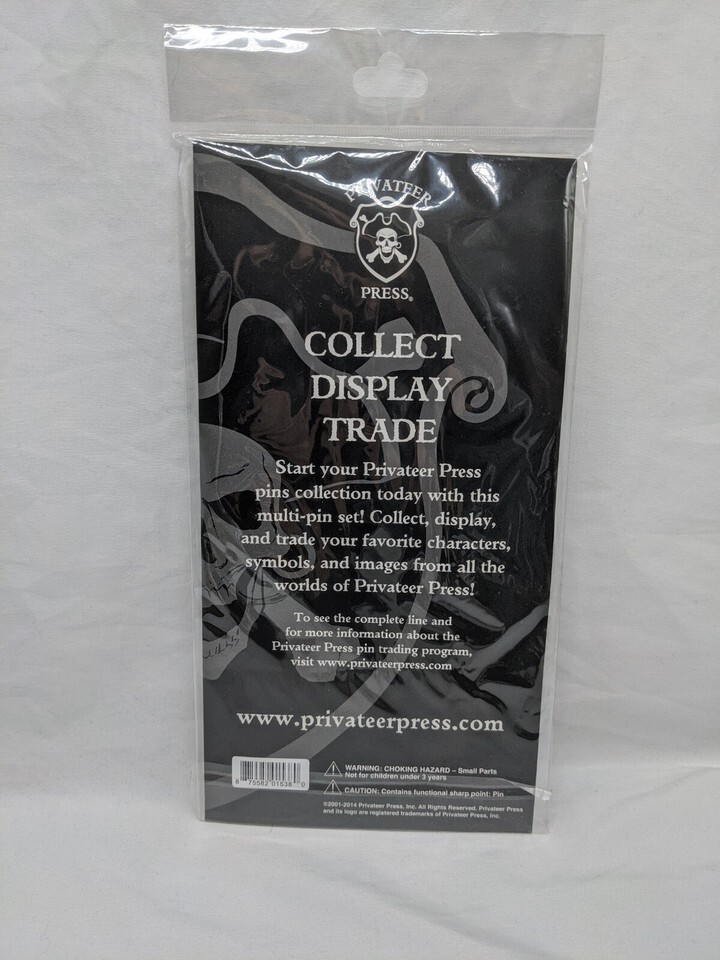 PRIVATEER
PRESS®
COLLECT
DISPLAY
TRADE
Start your Privateer Press
pins collection today with this
multi-pin set! Collect, display,
and trade your favorite characters,
symbols, and images from all the
worlds of Privateer Press!
To see the complete line and
for more information about the
Privateer Press pin trading program,
visit www.privateerpress.com
www.privateerpress.com
WARNING: CHOKING HAZARD – Small Parts
Not for children under 3 years
CAUTION: Contains functional sharp point: Pin
8 75582 01538 0
©2001-2014 Privateer Press, Inc. All Rights Reserved. Privateer Press
and its logo are registered trademarks of Privateer Press, Inc.